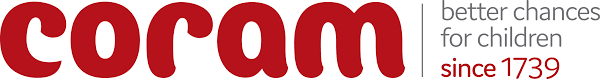 coram
better chances
for children
since 1739